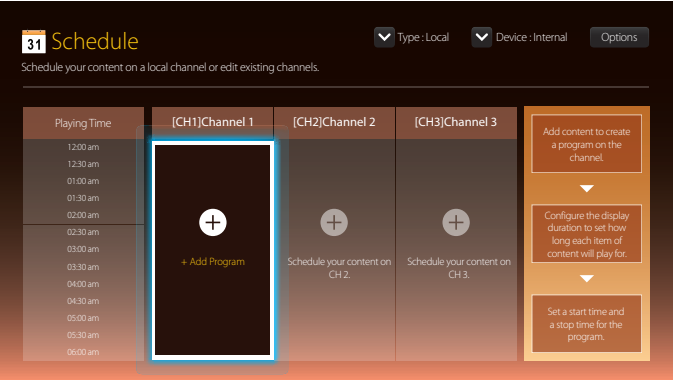 31 Schedule
Type : Local
Device : Internal
Options
Schedule your content on a local channel or edit existing channels.
Playing Time
[CH1]Channel 1
[CH2]Channel 2
[CH3]Channel 3
12:00 am
12:30 am
01:00 am
01:30 am
02:00 am
02:30 am
03:00 am
03:30 am
04:00 am
04:30 am
05:00 am
05:30 am
06:00 am
+ Add Program
Schedule your content on
CH 2.
Schedule your content on
CH 3.
Add content to create
a program on the
channel.
Configure the display
duration to set how
long each item of
content will play for.
Set a start time and
a stop time for the
program.